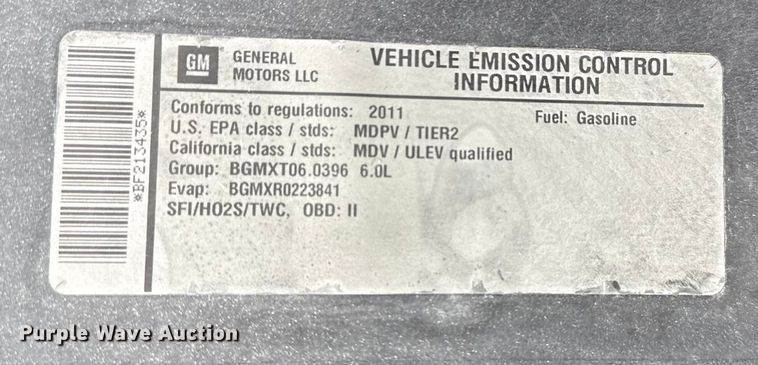 GM
GENERAL
MOTORS LLC
VEHICLE EMISSION CONTROL
INFORMATION
Conforms to regulations: 2011
Fuel: Gasoline
U.S. EPA class / stds: MDPV / TIER2
California class / stds: MDV / ULEV qualified
Group: BGMXT06.0396 6.0L
Evap: BGMXR0223841
SFI/HO2S/TWC, OBD: II
*BF213435*
Purple Wave Auction